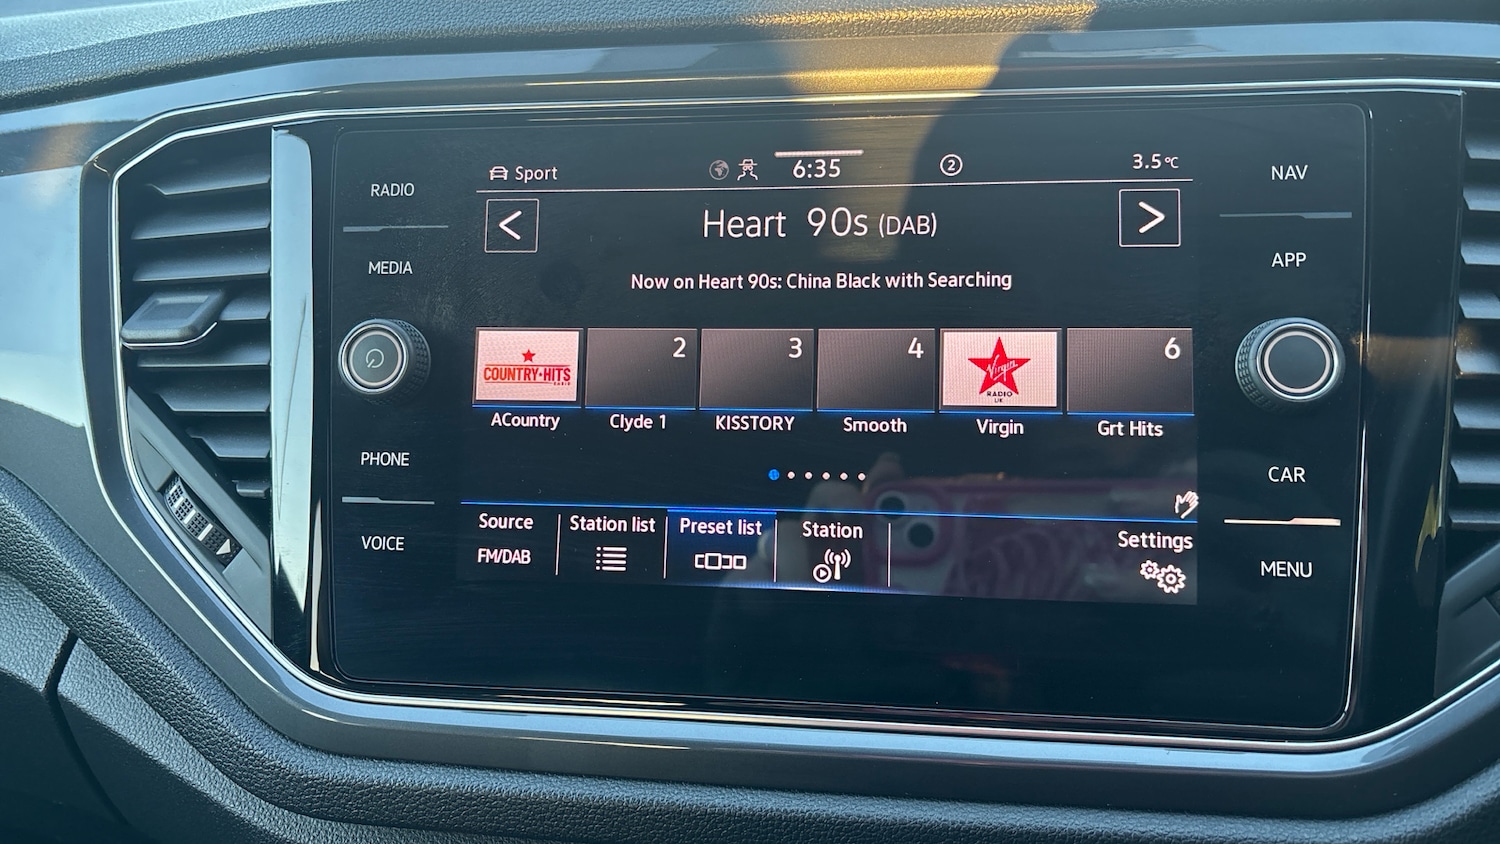 RADIO
MEDIA
PHONE
VOICE
Sport
6:35
2
3.5°C
<
Heart 90s (DAB)
>
Now on Heart 90s: China Black with Searching
COUNTRY★HITS
RADIO
2
3
4
Virgin
RADIO
UK
6
ACountry
Clyde 1
KISSTORY
Smooth
Virgin
Grt Hits
Source
FM/DAB
Station list
Preset list
Station
Settings
NAV
APP
CAR
MENU